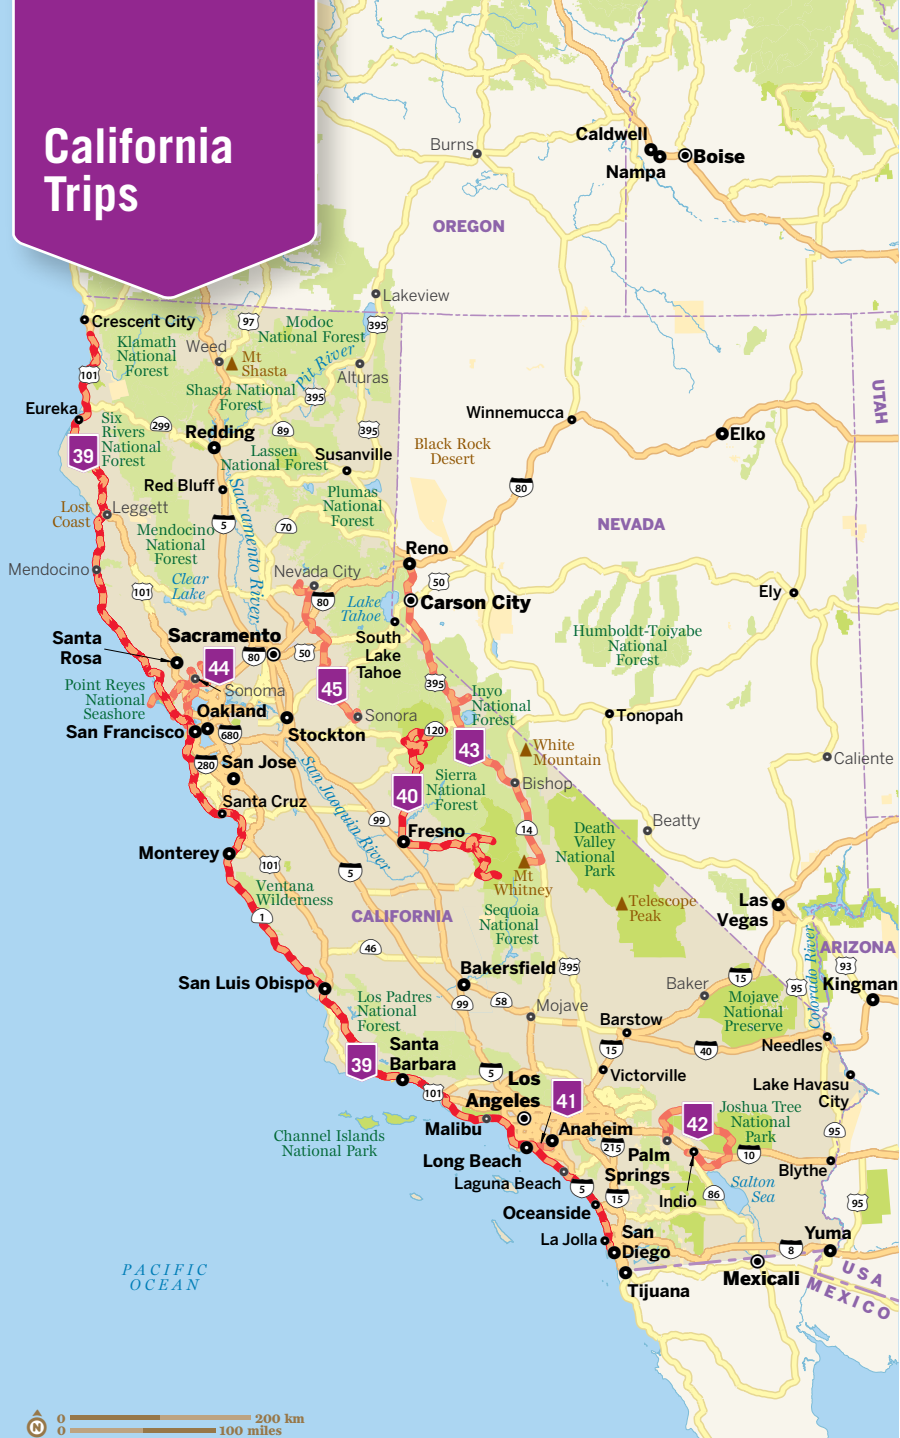 California
Trips
Caldwell
Boise
Nampa
Burns
OREGON
Lakeview
Crescent City
97
Modoc
National Forest
395
Klamath
National
Forest
Weed
Mt
Shasta
Pit River
Alturas
101
Shasta National
Forest
395
Eureka
Six
Rivers
National
Forest
299
Redding
89
395
Winnemucca
Elko
UTAH
39
Lassen
National Forest
Susanville
Black Rock
Desert
Red Bluff
80
Lost
Coast
Leggett
Sacramento River
Plumas
National
Forest
5
70
NEVADA
Mendocino
National
Forest
Reno
Mendocino
Clear
Lake
Nevada City
50
101
80
Lake
Tahoe
Carson City
Ely
Santa
Rosa
Sacramento
80
50
South
Lake
Tahoe
Humboldt-Toiyabe
National
Forest
44
Point Reyes
National
Seashore
Sonoma
45
395
Inyo
National
Forest
Oakland
Sonora
Tonopah
San Francisco
680
Stockton
120
43
White
Mountain
Caliente
280
San Jose
San Jaoquin River
40
Sierra
National
Forest
Bishop
Santa Cruz
99
Fresno
14
Beatty
Monterey
101
5
Death
Valley
National
Park
Ventana
Wilderness
Mt
Whitney
Telescope
Peak
Las
Vegas
1
CALIFORNIA
Sequoia
National
Forest
46
ARIZONA
Colorado River
93
San Luis Obispo
Bakersfield
395
Baker
15
95
Kingman
Los Padres
National
Forest
99
58
Mojave
Mojave
National
Preserve
Barstow
Needles
39
Santa
Barbara
15
40
5
Victorville
Lake Havasu
City
101
Los
Angeles
41
42
Joshua Tree
National
Park
95
Channel Islands
National Park
Malibu
Anaheim
215
Palm
Springs
10
Long Beach
Blythe
Laguna Beach
5
15
Indio
86
Salton
Sea
95
Oceanside
La Jolla
San
Diego
8
Yuma
PACIFIC
OCEAN
Tijuana
Mexicali
USA
MEXICO
N
0 200 km
0 100 miles